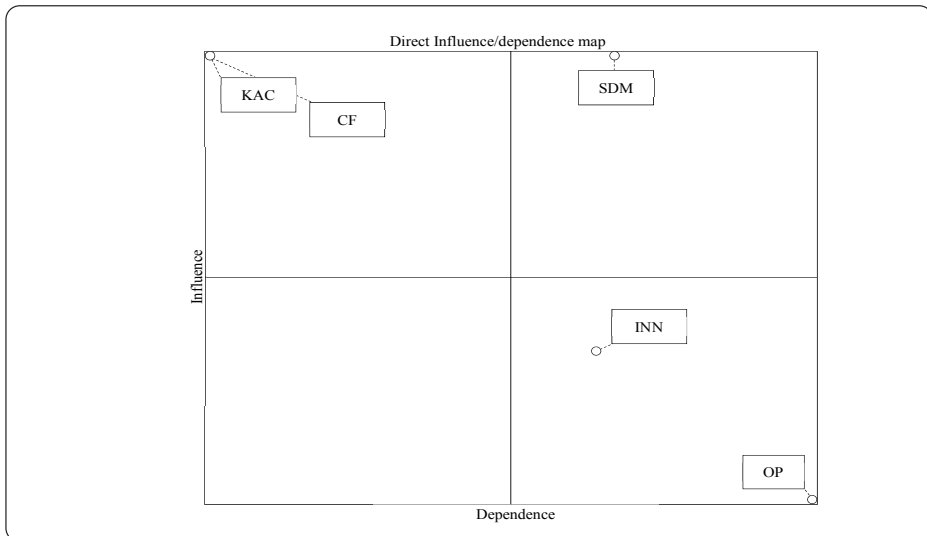 Direct Influence/dependence map
KAC
SDM
CF
Influence
INN
OP
Dependence